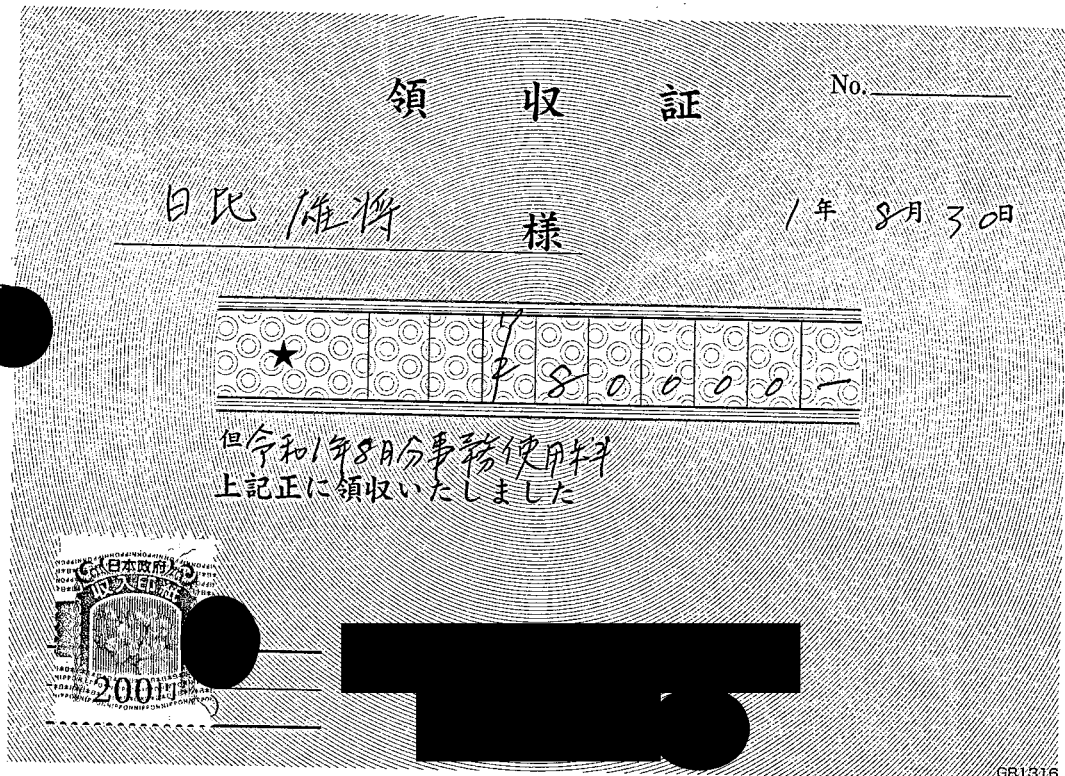 領収証 No.
日比 雄将 様 1年 8月 30日
★ ¥80000-
但 令和1年8月分事務使用料
上記正に領収いたしました
日本政府
収入印紙
200円
GB1316